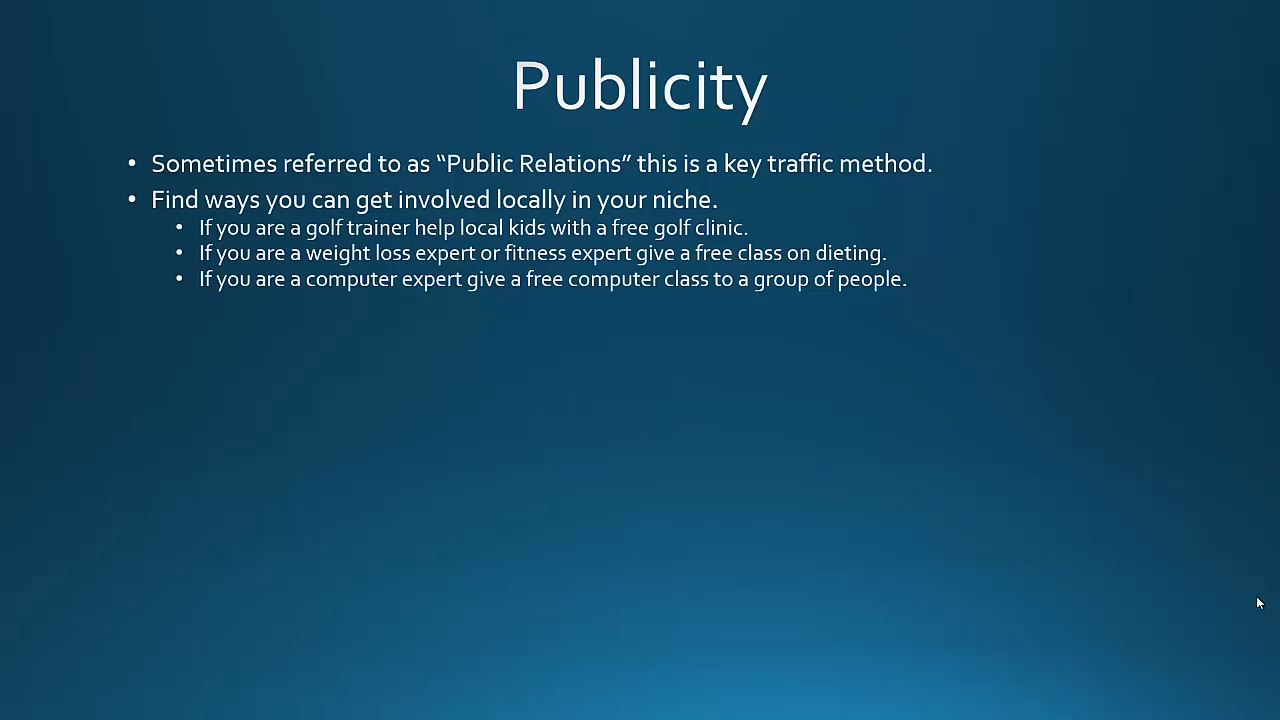 Publicity
• Sometimes referred to as “Public Relations” this is a key traffic method.
• Find ways you can get involved locally in your niche.
• If you are a golf trainer help local kids with a free golf clinic.
• If you are a weight loss expert or fitness expert give a free class on dieting.
• If you are a computer expert give a free computer class to a group of people.